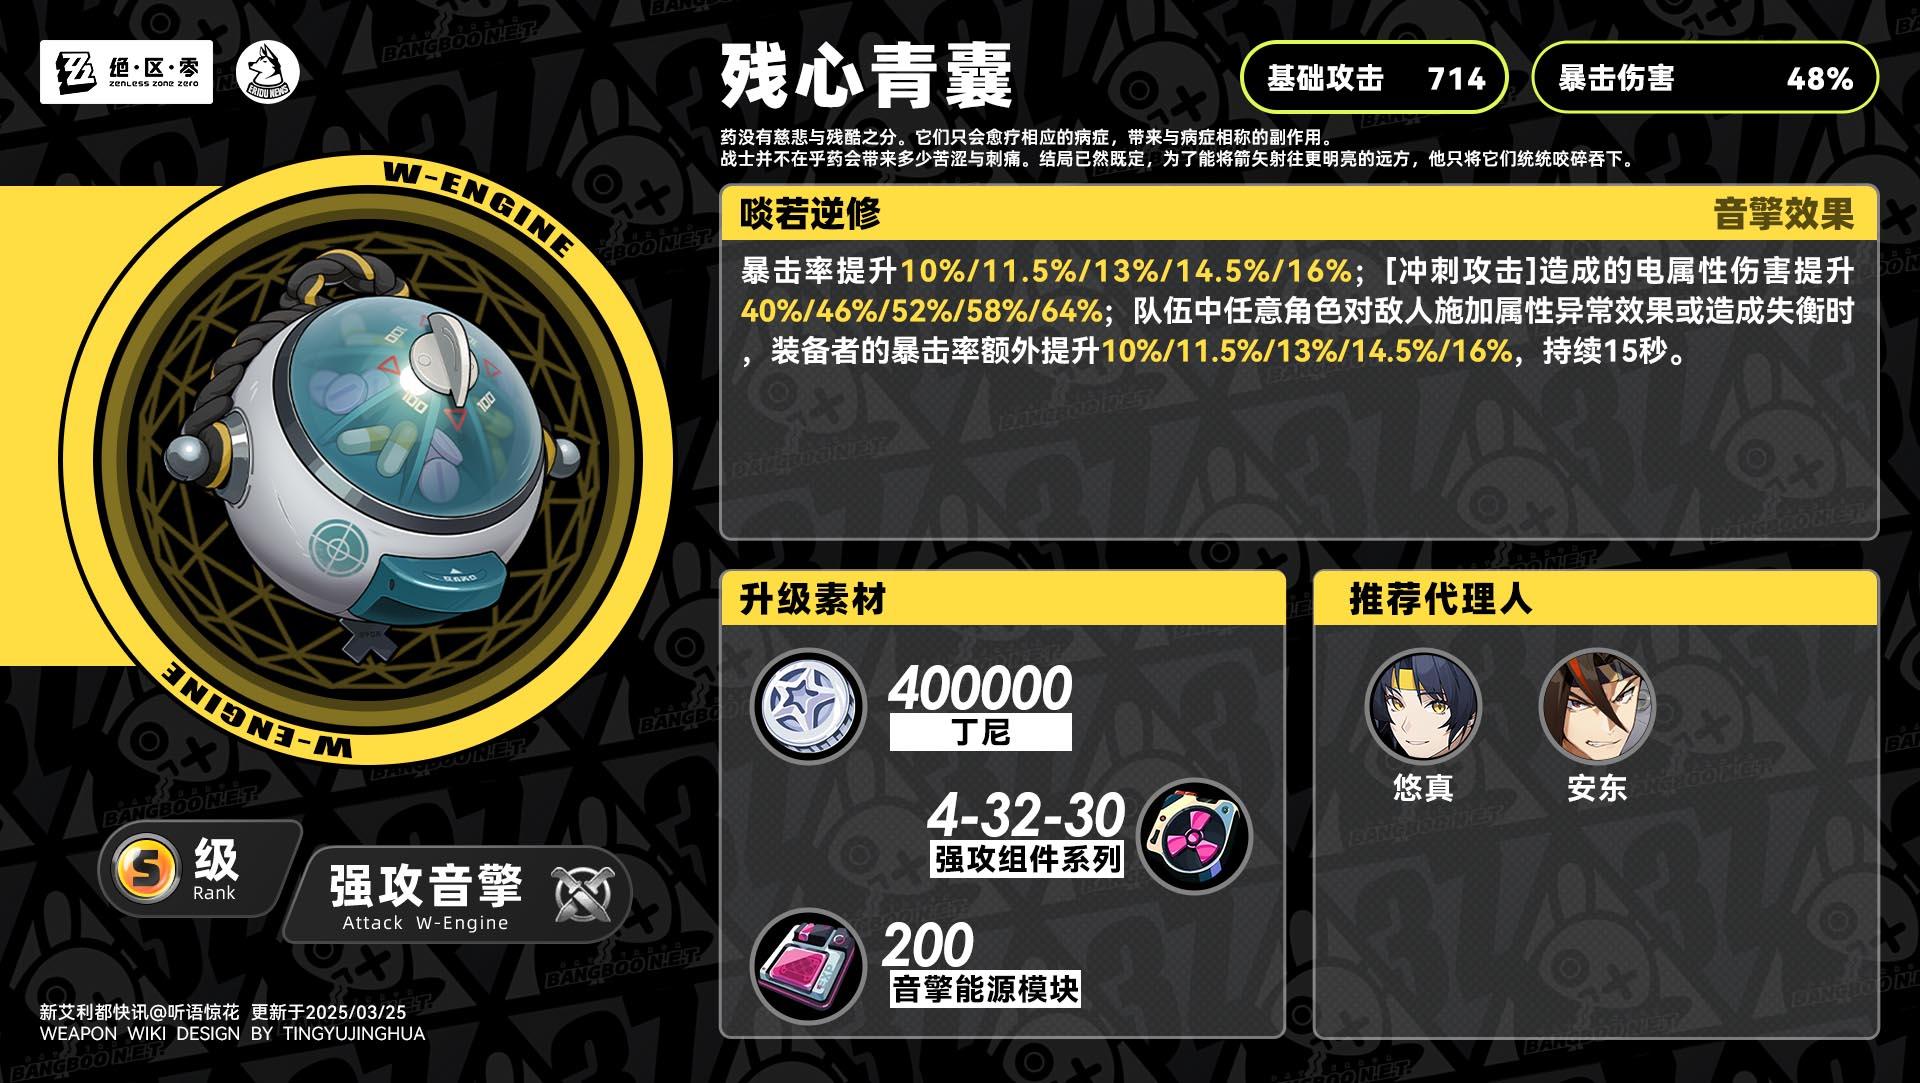 绝·区·零
ZENLESS ZONE ZERO
ERIDU NEWS
残心青囊
基础攻击 714
暴击伤害 48%
药没有慈悲与残酷之分。它们只会愈疗相应的病症，带来与病症相称的副作用。
战士并不在乎药会带来多少苦涩与刺痛。结局已然既定，为了能将箭矢射往更明亮的远方，他只将它们统统咬碎吞下。
W-ENGINE
啖若逆修 音擎效果
暴击率提升10%/11.5%/13%/14.5%/16%；[冲刺攻击]造成的电属性伤害提升
40%/46%/52%/58%/64%；队伍中任意角色对敌人施加属性异常效果或造成失衡时
，装备者的暴击率额外提升10%/11.5%/13%/14.5%/16%，持续15秒。
100
100
100
W-ENGINE
升级素材
400000
丁尼
4-32-30
强攻组件系列
200
音擎能源模块
推荐代理人
悠真
安东
S 级
Rank
强攻音擎
Attack W-Engine
新艾利都快讯@听语惊花 更新于2025/03/25
WEAPON WIKI DESIGN BY TINGYUJINGHUA
BANGBOO N.E.T.